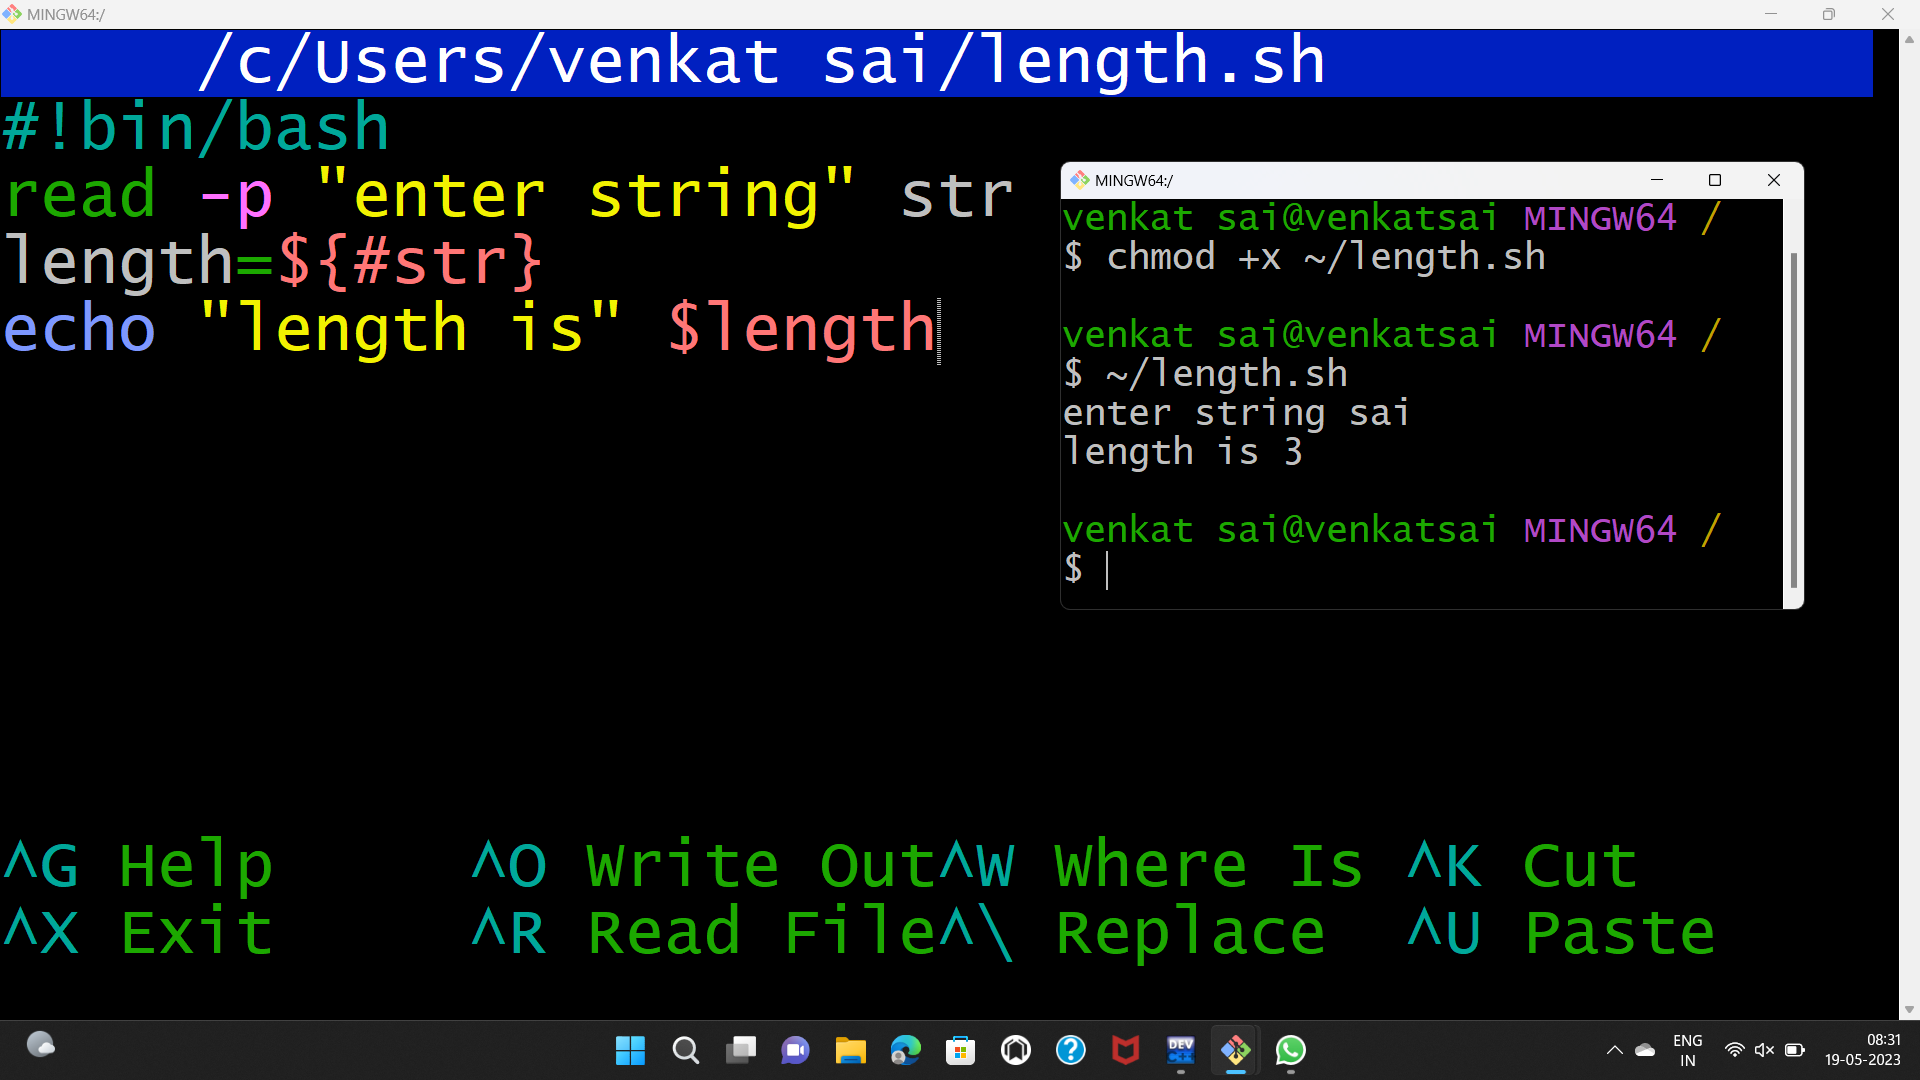 MINGW64:/
/c/Users/venkat sai/length.sh
#!bin/bash
read -p "enter string" str
length=${#str}
echo "length is" $length
MINGW64:/
venkat sai@venkatsai MINGW64 /
$ chmod +x ~/length.sh
venkat sai@venkatsai MINGW64 /
$ ~/length.sh
enter string sai
length is 3
venkat sai@venkatsai MINGW64 /
$
^G Help ^O Write Out^W Where Is ^K Cut
^X Exit ^R Read File^\ Replace ^U Paste
DEV
C++
ENG
IN
08:31
19-05-2023